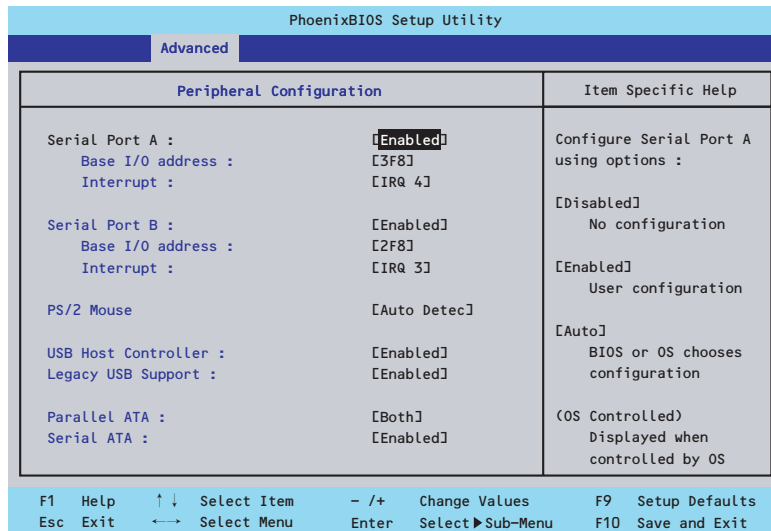 PhoenixBIOS Setup Utility
Advanced
Peripheral Configuration
Item Specific Help
Serial Port A : [Enabled]
Base I/O address : [3F8]
Interrupt : [IRQ 4]
Serial Port B : [Enabled]
Base I/O address : [2F8]
Interrupt : [IRQ 3]
PS/2 Mouse [Auto Detec]
USB Host Controller : [Enabled]
Legacy USB Support : [Enabled]
Parallel ATA : [Both]
Serial ATA : [Enabled]
Configure Serial Port A
using options :
[Disabled]
No configuration
[Enabled]
User configuration
[Auto]
BIOS or OS chooses
configuration
(OS Controlled)
Displayed when
controlled by OS
F1 Help ↑↓ Select Item - /+ Change Values F9 Setup Defaults
Esc Exit ←→ Select Menu Enter Select▶Sub-Menu F10 Save and Exit